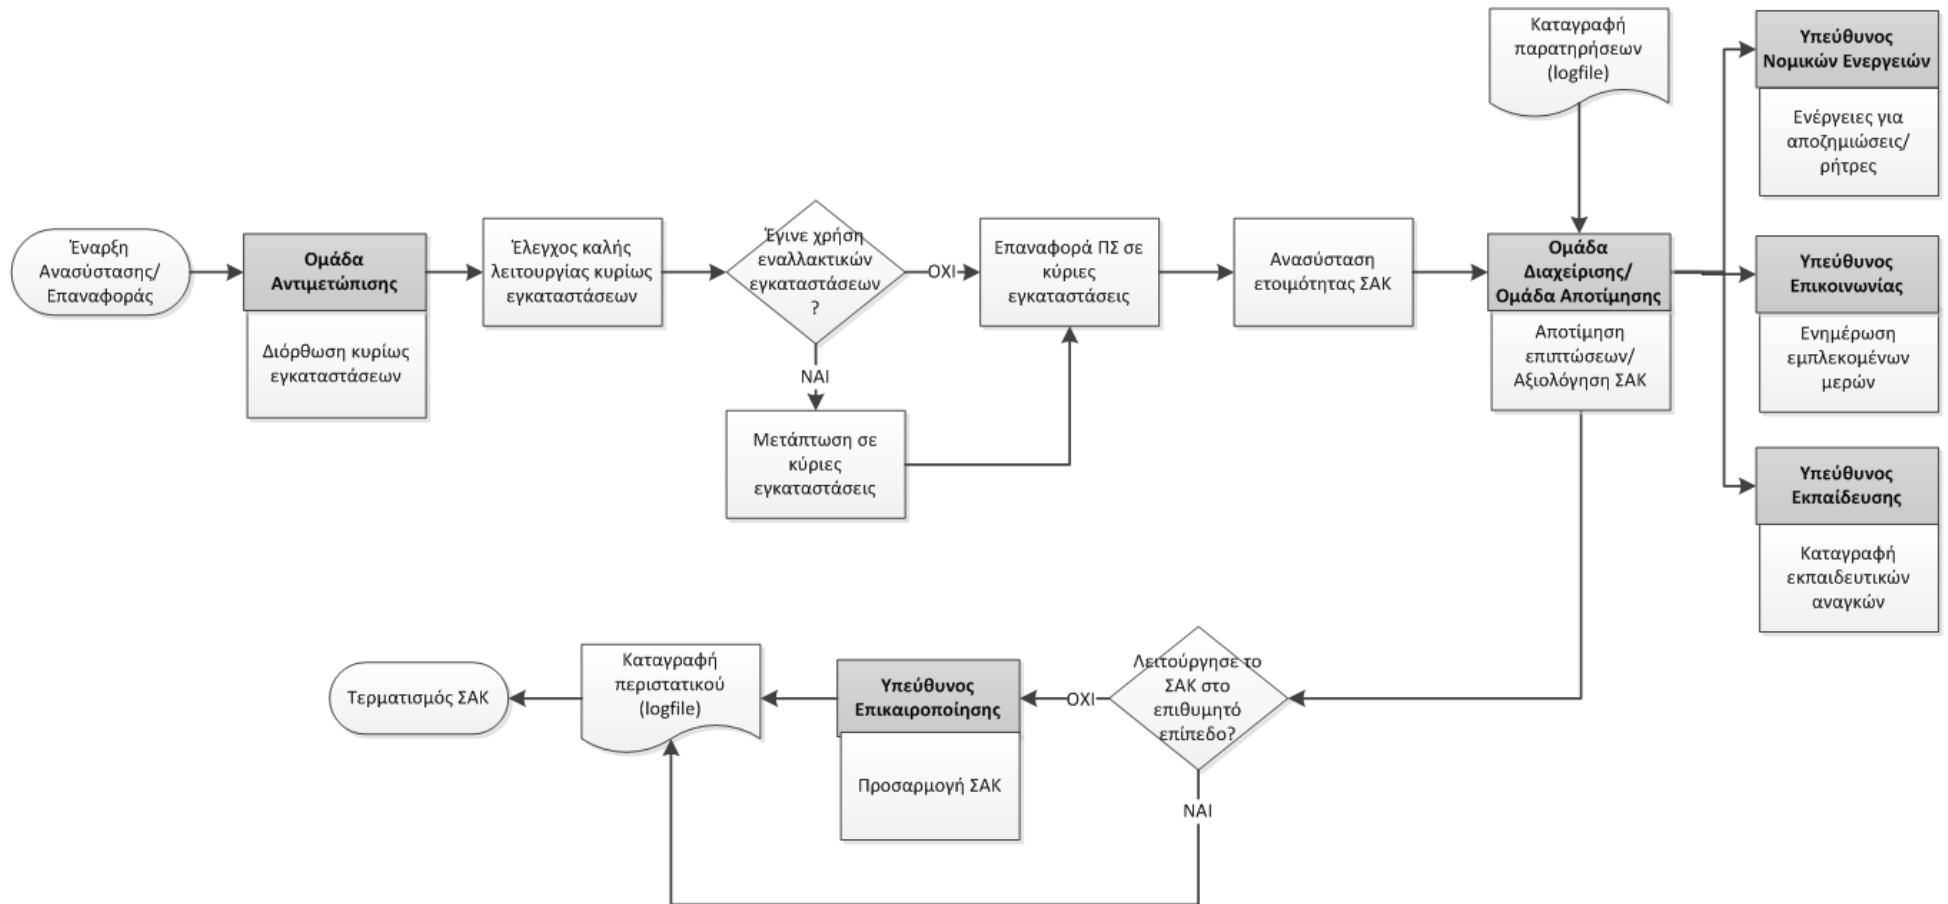 Έναρξη
Ανασύστασης/
Επαναφοράς
Ομάδα
Αντιμετώπισης
Διόρθωση κυρίως
εγκαταστάσεων
Έλεγχος καλής
λειτουργίας κυρίως
εγκαταστάσεων
Έγινε χρήση
εναλλακτικών
εγκαταστάσεων
?
ΟΧΙ
ΝΑΙ
Μετάπτωση σε
κύριες
εγκαταστάσεις
Επαναφορά ΠΣ σε
κύριες
εγκαταστάσεις
Ανασύσταση
ετοιμότητας ΣΑΚ
Καταγραφή
παρατηρήσεων
(logfile)
Ομάδα
Διαχείρισης/
Ομάδα Αποτίμησης
Αποτίμηση
επιπτώσεων/
Αξιολόγηση ΣΑΚ
Υπεύθυνος
Νομικών Ενεργειών
Ενέργειες για
αποζημιώσεις/
ρήτρες
Υπεύθυνος
Επικοινωνίας
Ενημέρωση
εμπλεκομένων
μερών
Υπεύθυνος
Εκπαίδευσης
Καταγραφή
εκπαιδευτικών
αναγκών
Λειτούργησε το
ΣΑΚ στο
επιθυμητό
επίπεδο?
ΟΧΙ
ΝΑΙ
Υπεύθυνος
Επικαιροποίησης
Προσαρμογή ΣΑΚ
Καταγραφή
περιστατικού
(logfile)
Τερματισμός ΣΑΚ